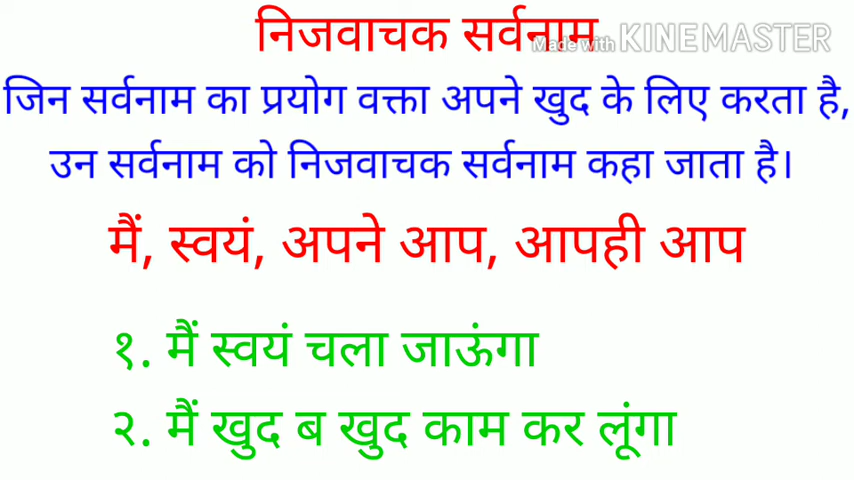 निजवाचक सर्वनाम
Made with KINEMASTER
जिन सर्वनाम का प्रयोग वक्ता अपने खुद के लिए करता है,
उन सर्वनाम को निजवाचक सर्वनाम कहा जाता है।
मैं, स्वयं, अपने आप, आपही आप
१. मैं स्वयं चला जाऊंगा
२. मैं खुद ब खुद काम कर लूंगा